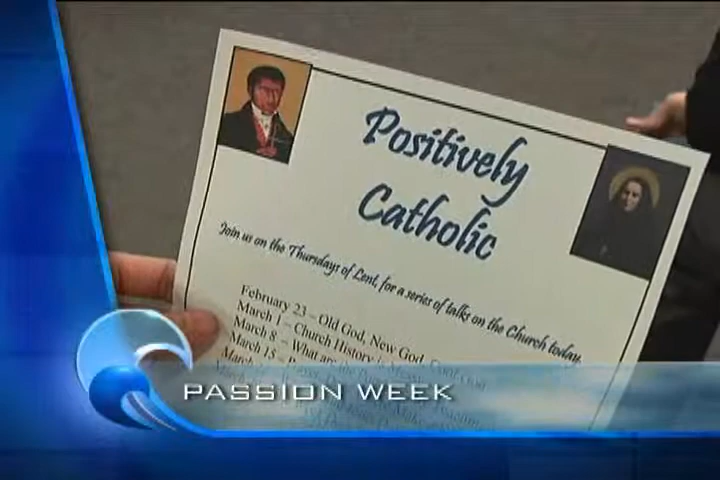 Positively
Catholic
Join us on the Thursdays of Lent, for a series of talks on the Church today.
February 23 – Old God, New God,
March 1 – Church History
March 8 – What are the
March 15 –
PASSION WEEK